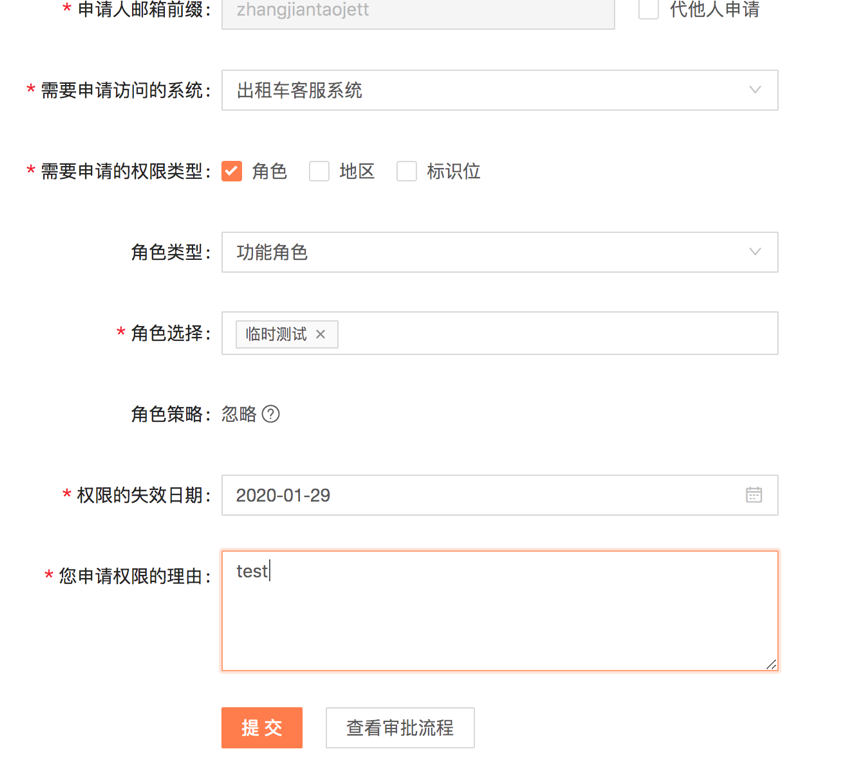 * 申请人邮箱前缀: zhangjiantaojett 代他人申请
* 需要申请访问的系统: 出租车客服系统
* 需要申请的权限类型: 角色 地区 标识位
角色类型: 功能角色
* 角色选择: 临时测试 ×
角色策略: 忽略 ?
* 权限的失效日期: 2020-01-29
* 您申请权限的理由: test
提 交 查看审批流程